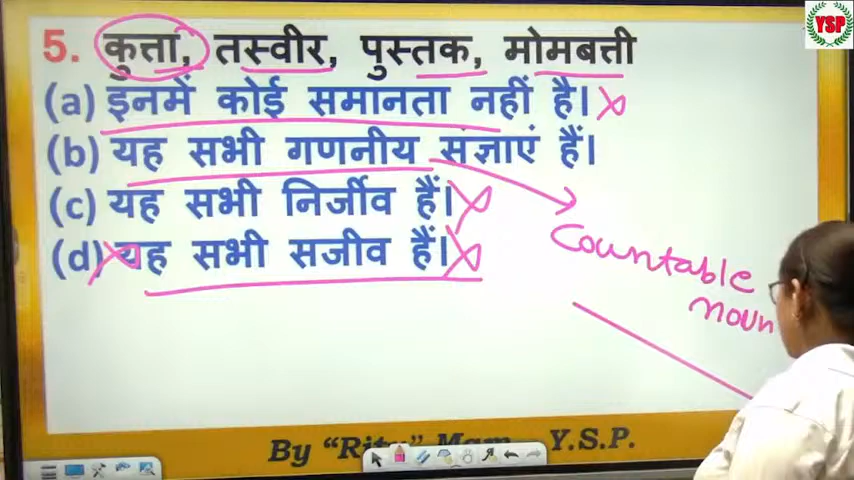 YSP
5. कुत्ता, तस्वीर, पुस्तक, मोमबत्ती
(a) इनमें कोई समानता नहीं है।
(b) यह सभी गणनीय संज्ञाएं हैं।
(c) यह सभी निर्जीव हैं।
(d) यह सभी सजीव हैं।
Countable
noun
By "Ritu" Mam Y.S.P.